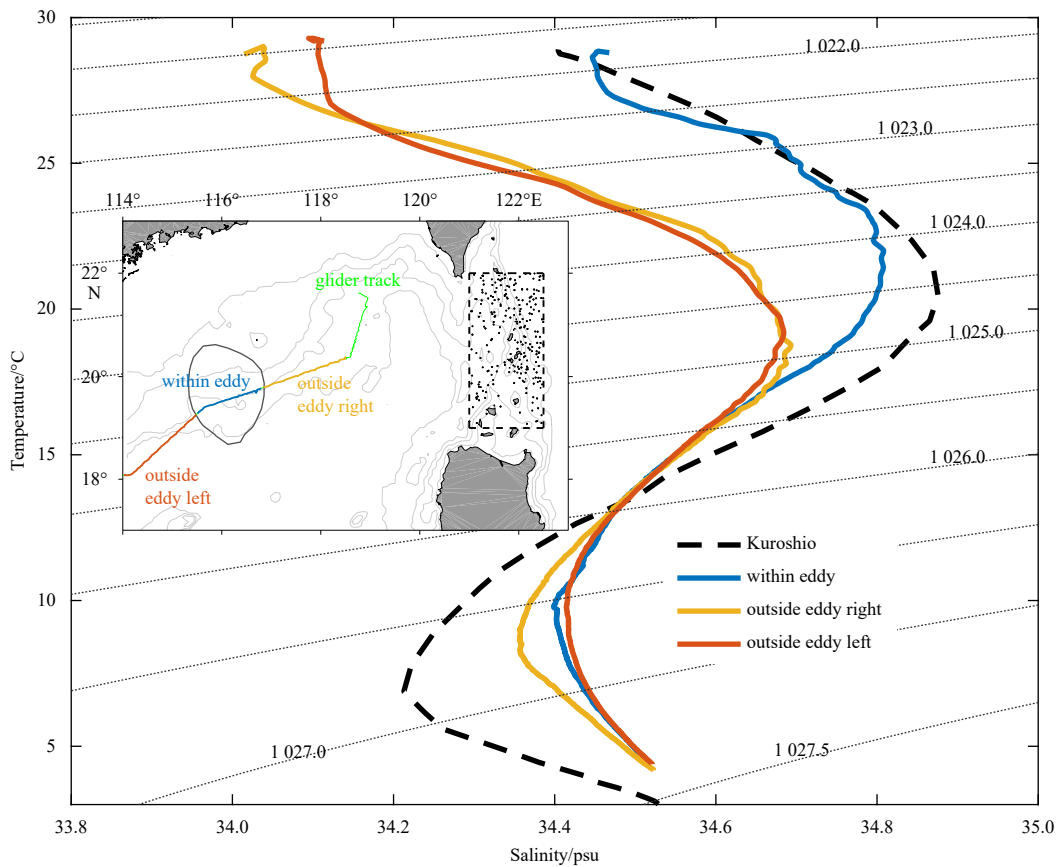 30
25
20
15
10
5
Temperature/°C
33.8 34.0 34.2 34.4 34.6 34.8 35.0
Salinity/psu
1 022.0
1 023.0
1 024.0
1 025.0
1 026.0
1 027.0
1 027.5
114 116° 118° 120° 122°E
22°
N
20°
18°
glider track
within eddy
outside
eddy right
outside
eddy left
Kuroshio
within eddy
outside eddy right
outside eddy left